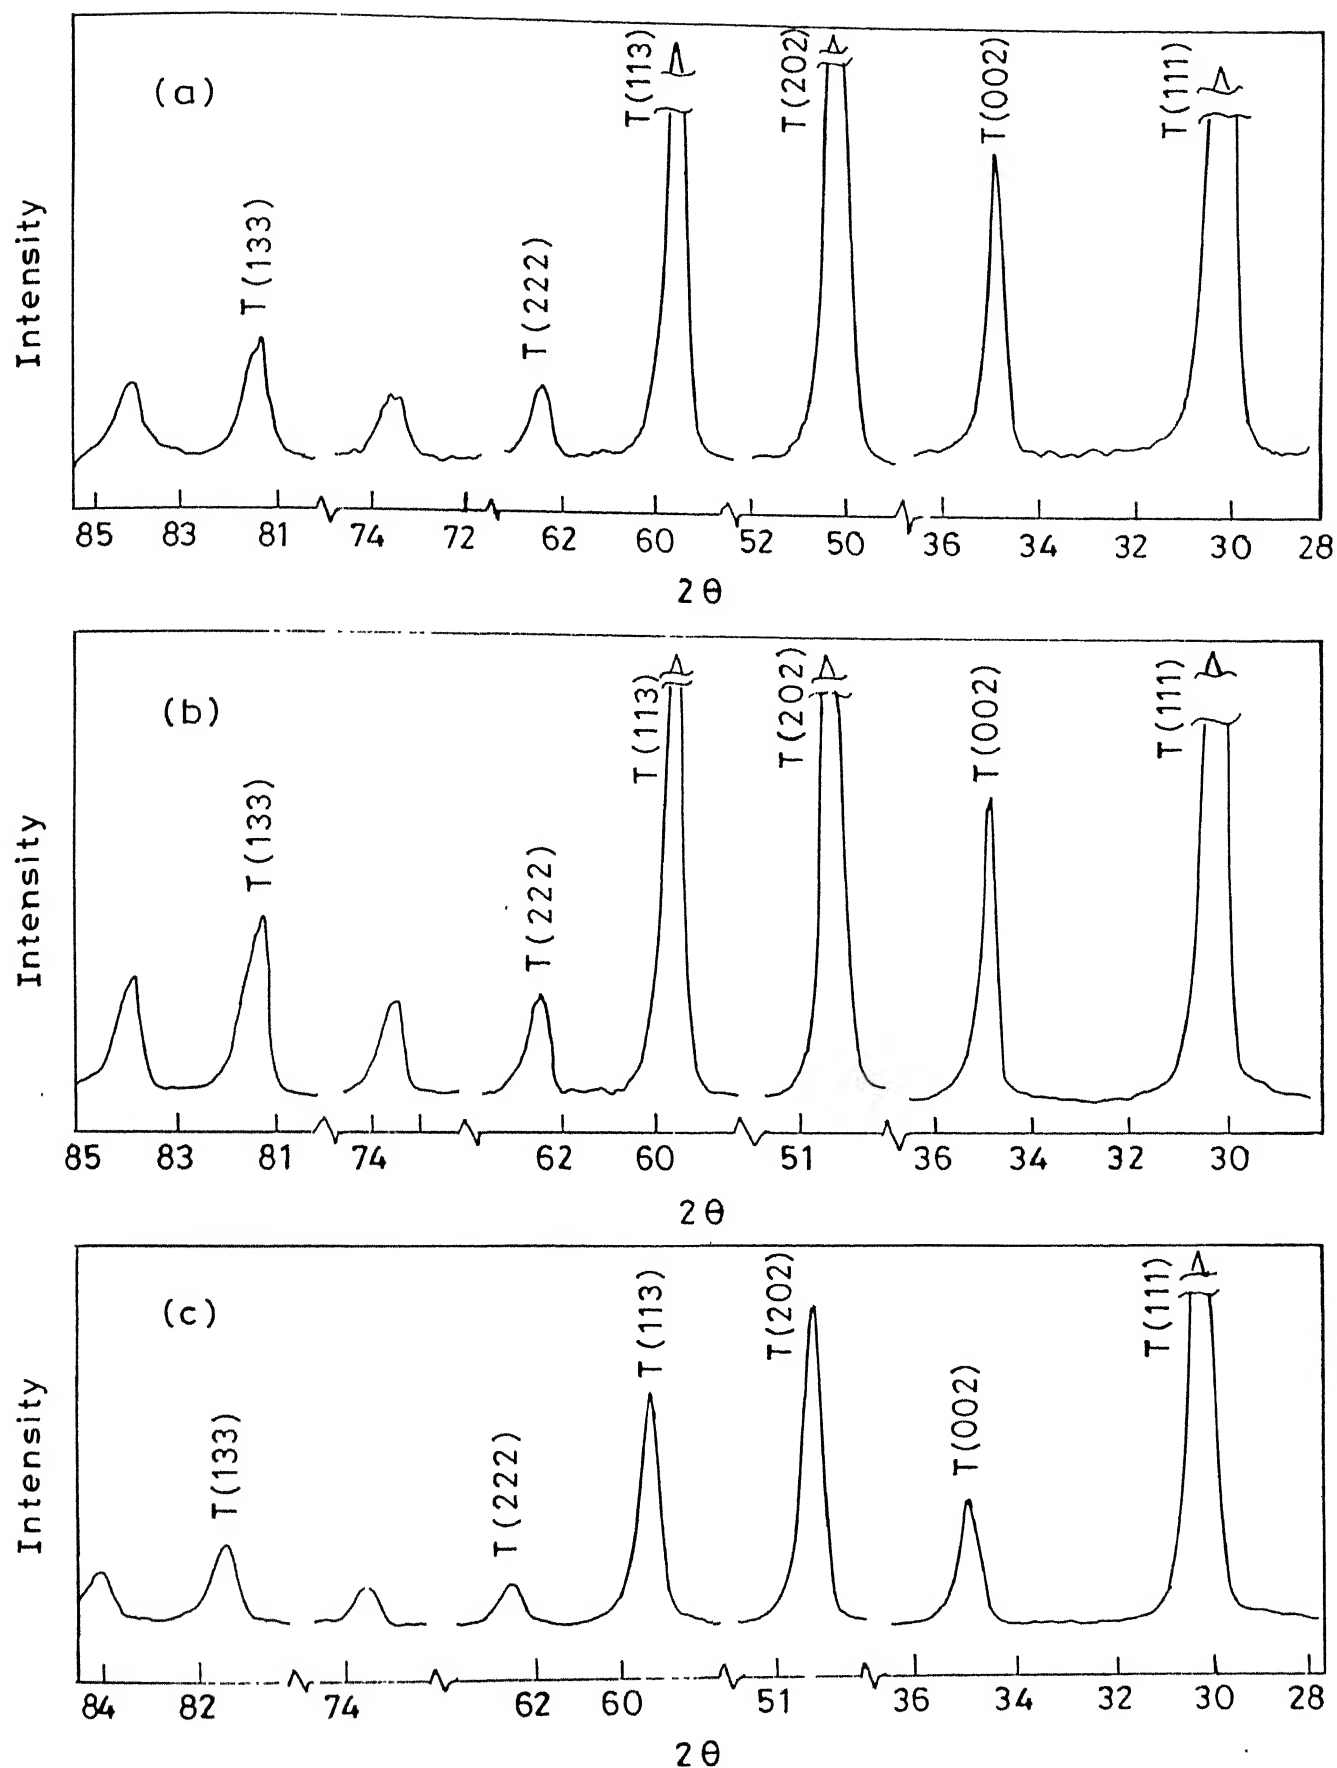 (a)
Intensity
T(133)
T(222)
T(113)
T(202)
T(002)
T(111)
85 83 81 74 72 62 60 52 50 36 34 32 30 28
2θ
(b)
Intensity
T(133)
T(222)
T(113)
T(202)
T(002)
T(111)
85 83 81 74 62 60 51 36 34 32 30
2θ
(c)
Intensity
T(133)
T(222)
T(113)
T(202)
T(002)
T(111)
84 82 74 62 60 51 36 34 32 30 28
2θ